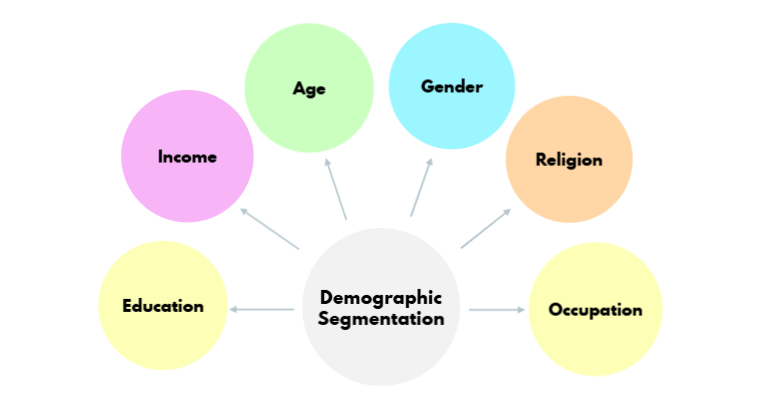 Age
Gender
Income
Religion
Education
Demographic
Segmentation
Occupation